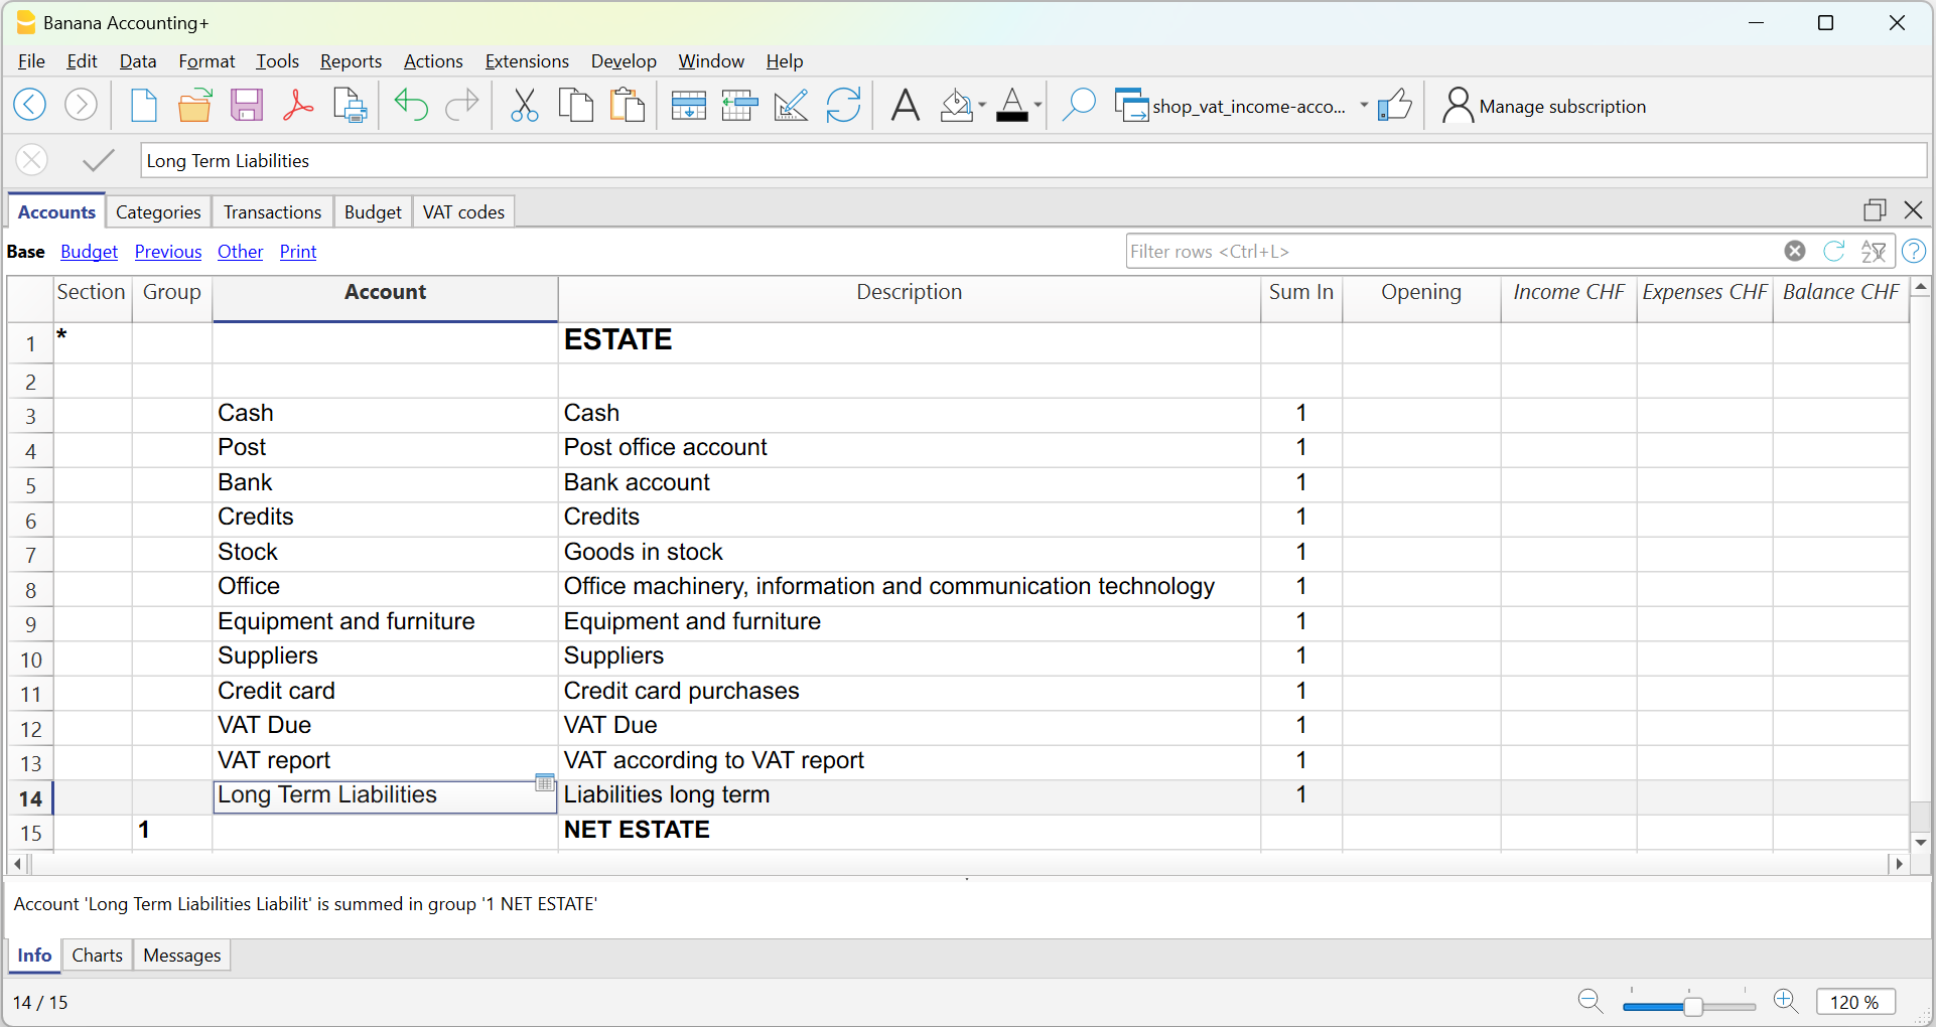 Banana Accounting+
File Edit Data Format Tools Reports Actions Extensions Develop Window Help
shop_vat_income-acco... Manage subscription
Long Term Liabilities
Accounts Categories Transactions Budget VAT codes
Base Budget Previous Other Print Filter rows <Ctrl+L>
Section Group Account Description Sum In Opening Income CHF Expenses CHF Balance CHF
1 * ESTATE
2
3 Cash Cash 1
4 Post Post office account 1
5 Bank Bank account 1
6 Credits Credits 1
7 Stock Goods in stock 1
8 Office Office machinery, information and communication technology 1
9 Equipment and furniture Equipment and furniture 1
10 Suppliers Suppliers 1
11 Credit card Credit card purchases 1
12 VAT Due VAT Due 1
13 VAT report VAT according to VAT report 1
14 Long Term Liabilities Liabilities long term 1
15 1 NET ESTATE
Account 'Long Term Liabilities Liabilit' is summed in group '1 NET ESTATE'
Info Charts Messages
14 / 15 120 %